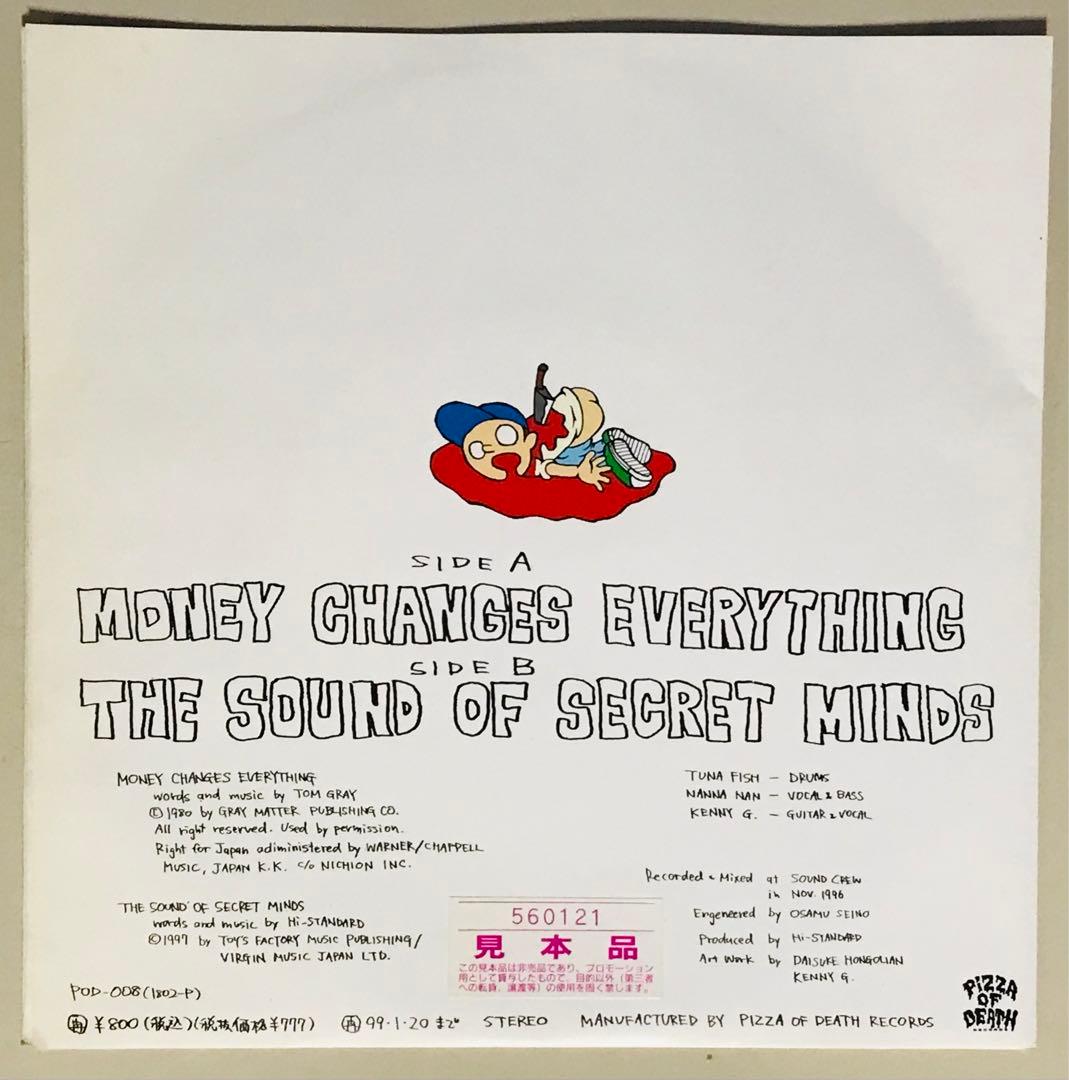 SIDE A
MONEY CHANGES EVERYTHING
SIDE B
THE SOUND OF SECRET MINDS
MONEY CHANGES EVERYTHING
words and music by TOM GRAY
©1980 by GRAY MATTER PUBLISHING CO.
All right reserved. Used by permission.
Right for Japan adiministered by WARNER/CHAPPELL
MUSIC, JAPAN K.K. c/o NICHION INC.
THE SOUND OF SECRET MINDS
words and music by Hi-STANDARD
©1997 by TOY'S FACTORY MUSIC PUBLISHING/
VIRGIN MUSIC JAPAN LTD.
TUNA FISH — DRUMS
NANNA NAN — VOCAL & BASS
KENNY G. — GUITAR & VOCAL
Recorded & Mixed at SOUND CREW
in NOV. 1996
Engeneered by OSAMU SEINO
Produced by Hi-STANDARD
Art Work by DAISUKE HONGOLIAN
KENNY G.
560121
見本品
この見本品は非売品であり、プロモーション
用として貸与したもので、目的以外(第三者
への転貸、譲渡等)の使用を固く禁します。
POD-008(1802-P)
再 ¥800(税込)(税抜価格¥777) 再 99・1・20まで STEREO MANUFACTURED BY PIZZA OF DEATH RECORDS
PIZZA
OF
DEATH